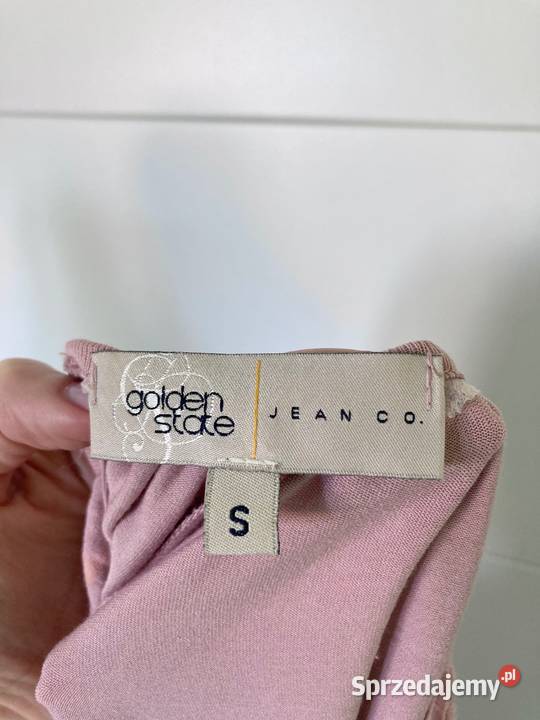 golden
state
JEAN CO.
S
Sprzedajemy.pl